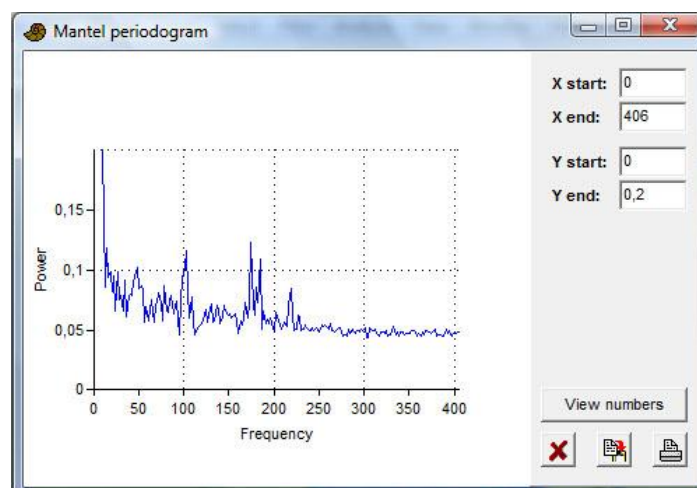 Mantel periodogram
X start: 0
X end: 406
Y start: 0
Y end: 0,2
0,15
0,1
0,05
0
Power
0 50 100 150 200 250 300 350 400
Frequency
View numbers